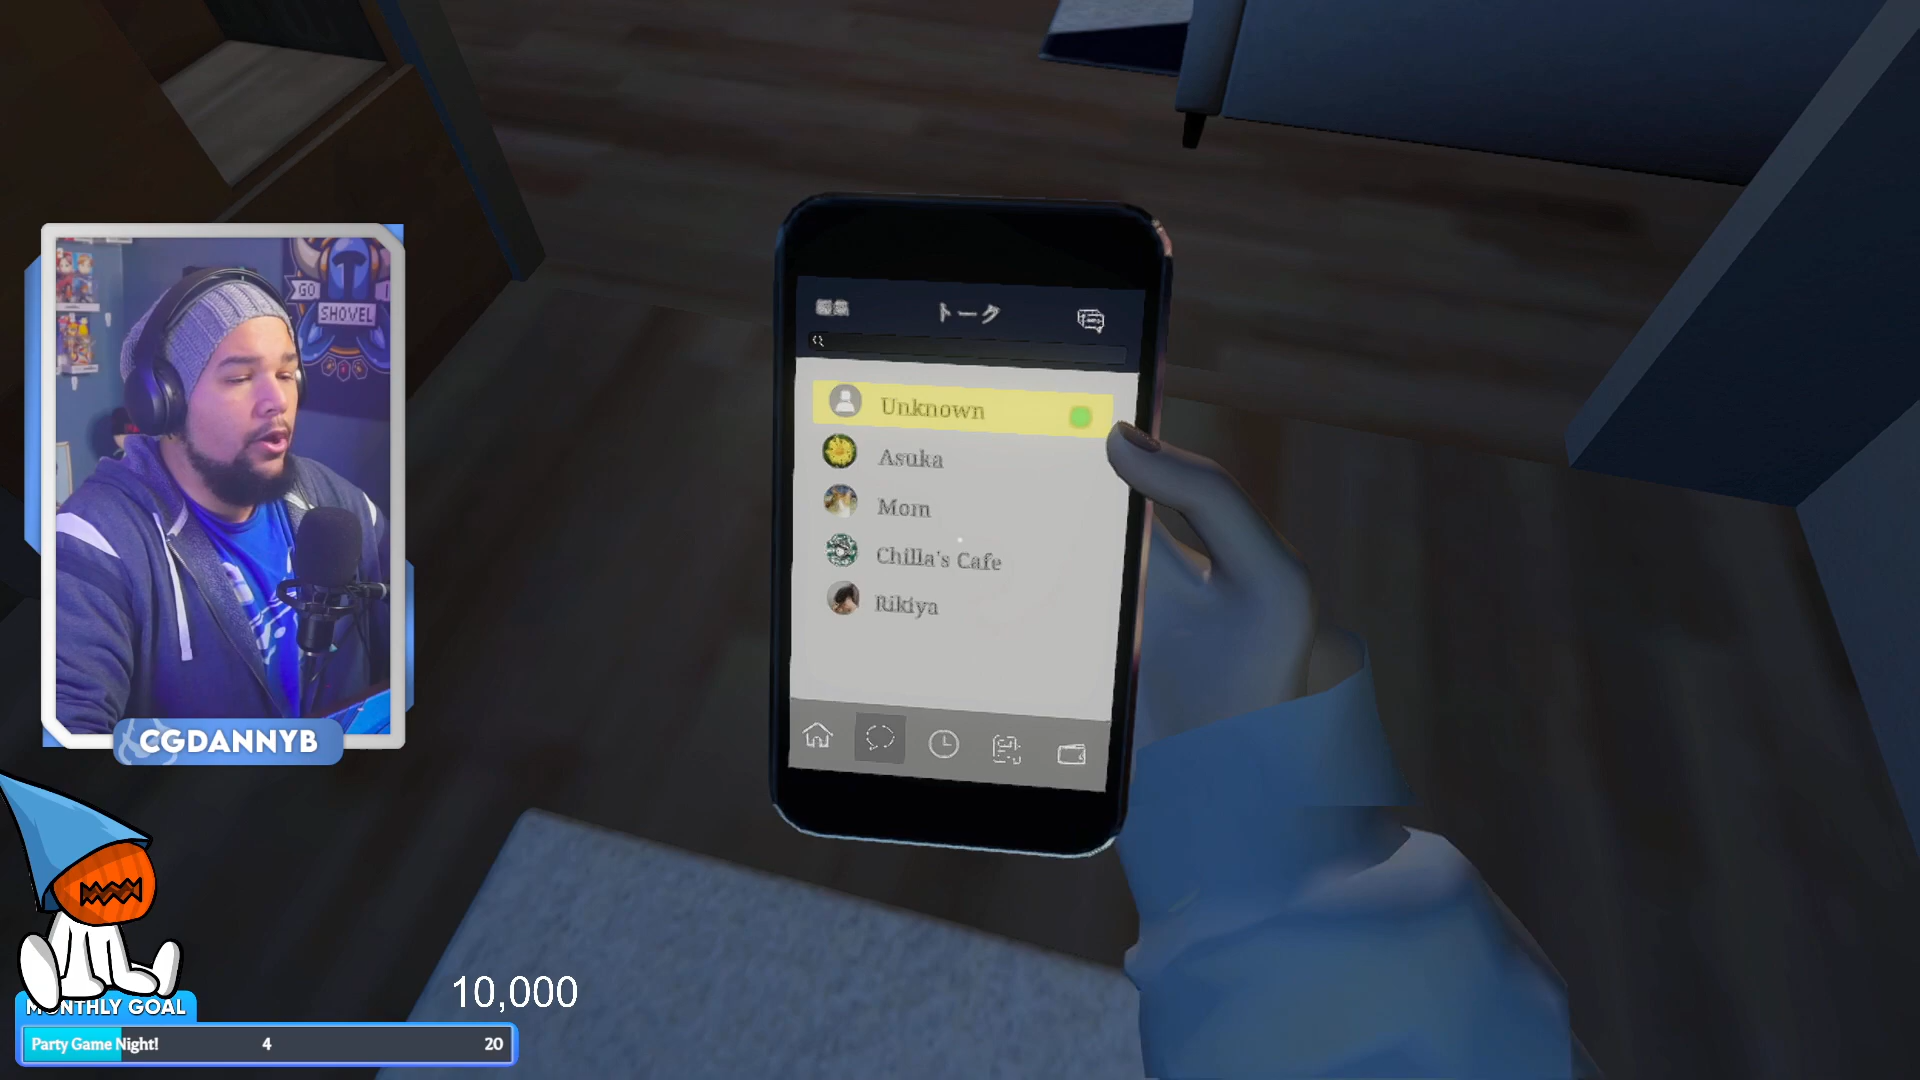 トーク
Unknown
Asuka
Mom
Chilla's Cafe
Rikiya
GO
SHOVEL
CGDANNYB
10,000
MONTHLY GOAL
Party Game Night! 4 20